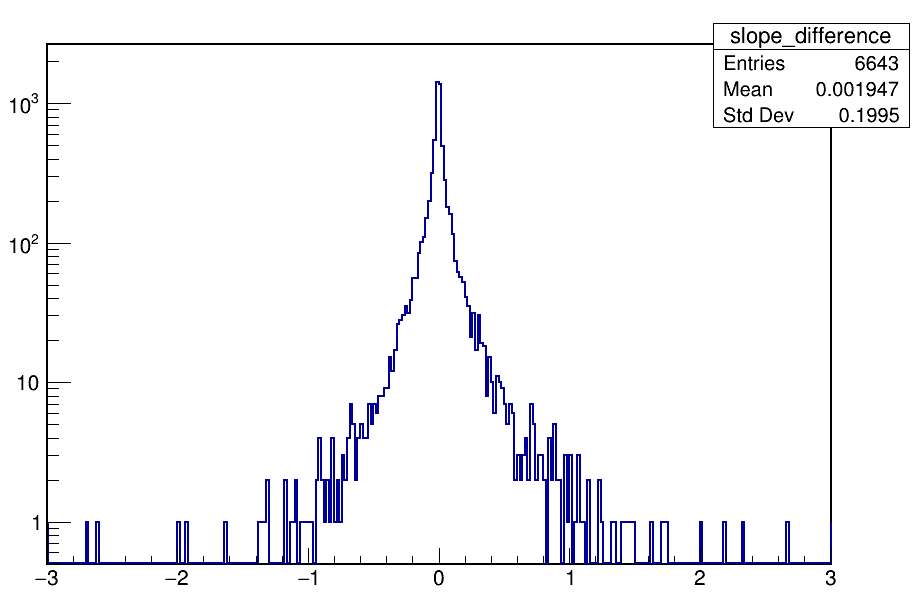 slope_difference
Entries 6643
Mean 0.001947
Std Dev 0.1995
10³
10²
10
1
−3 −2 −1 0 1 2 3